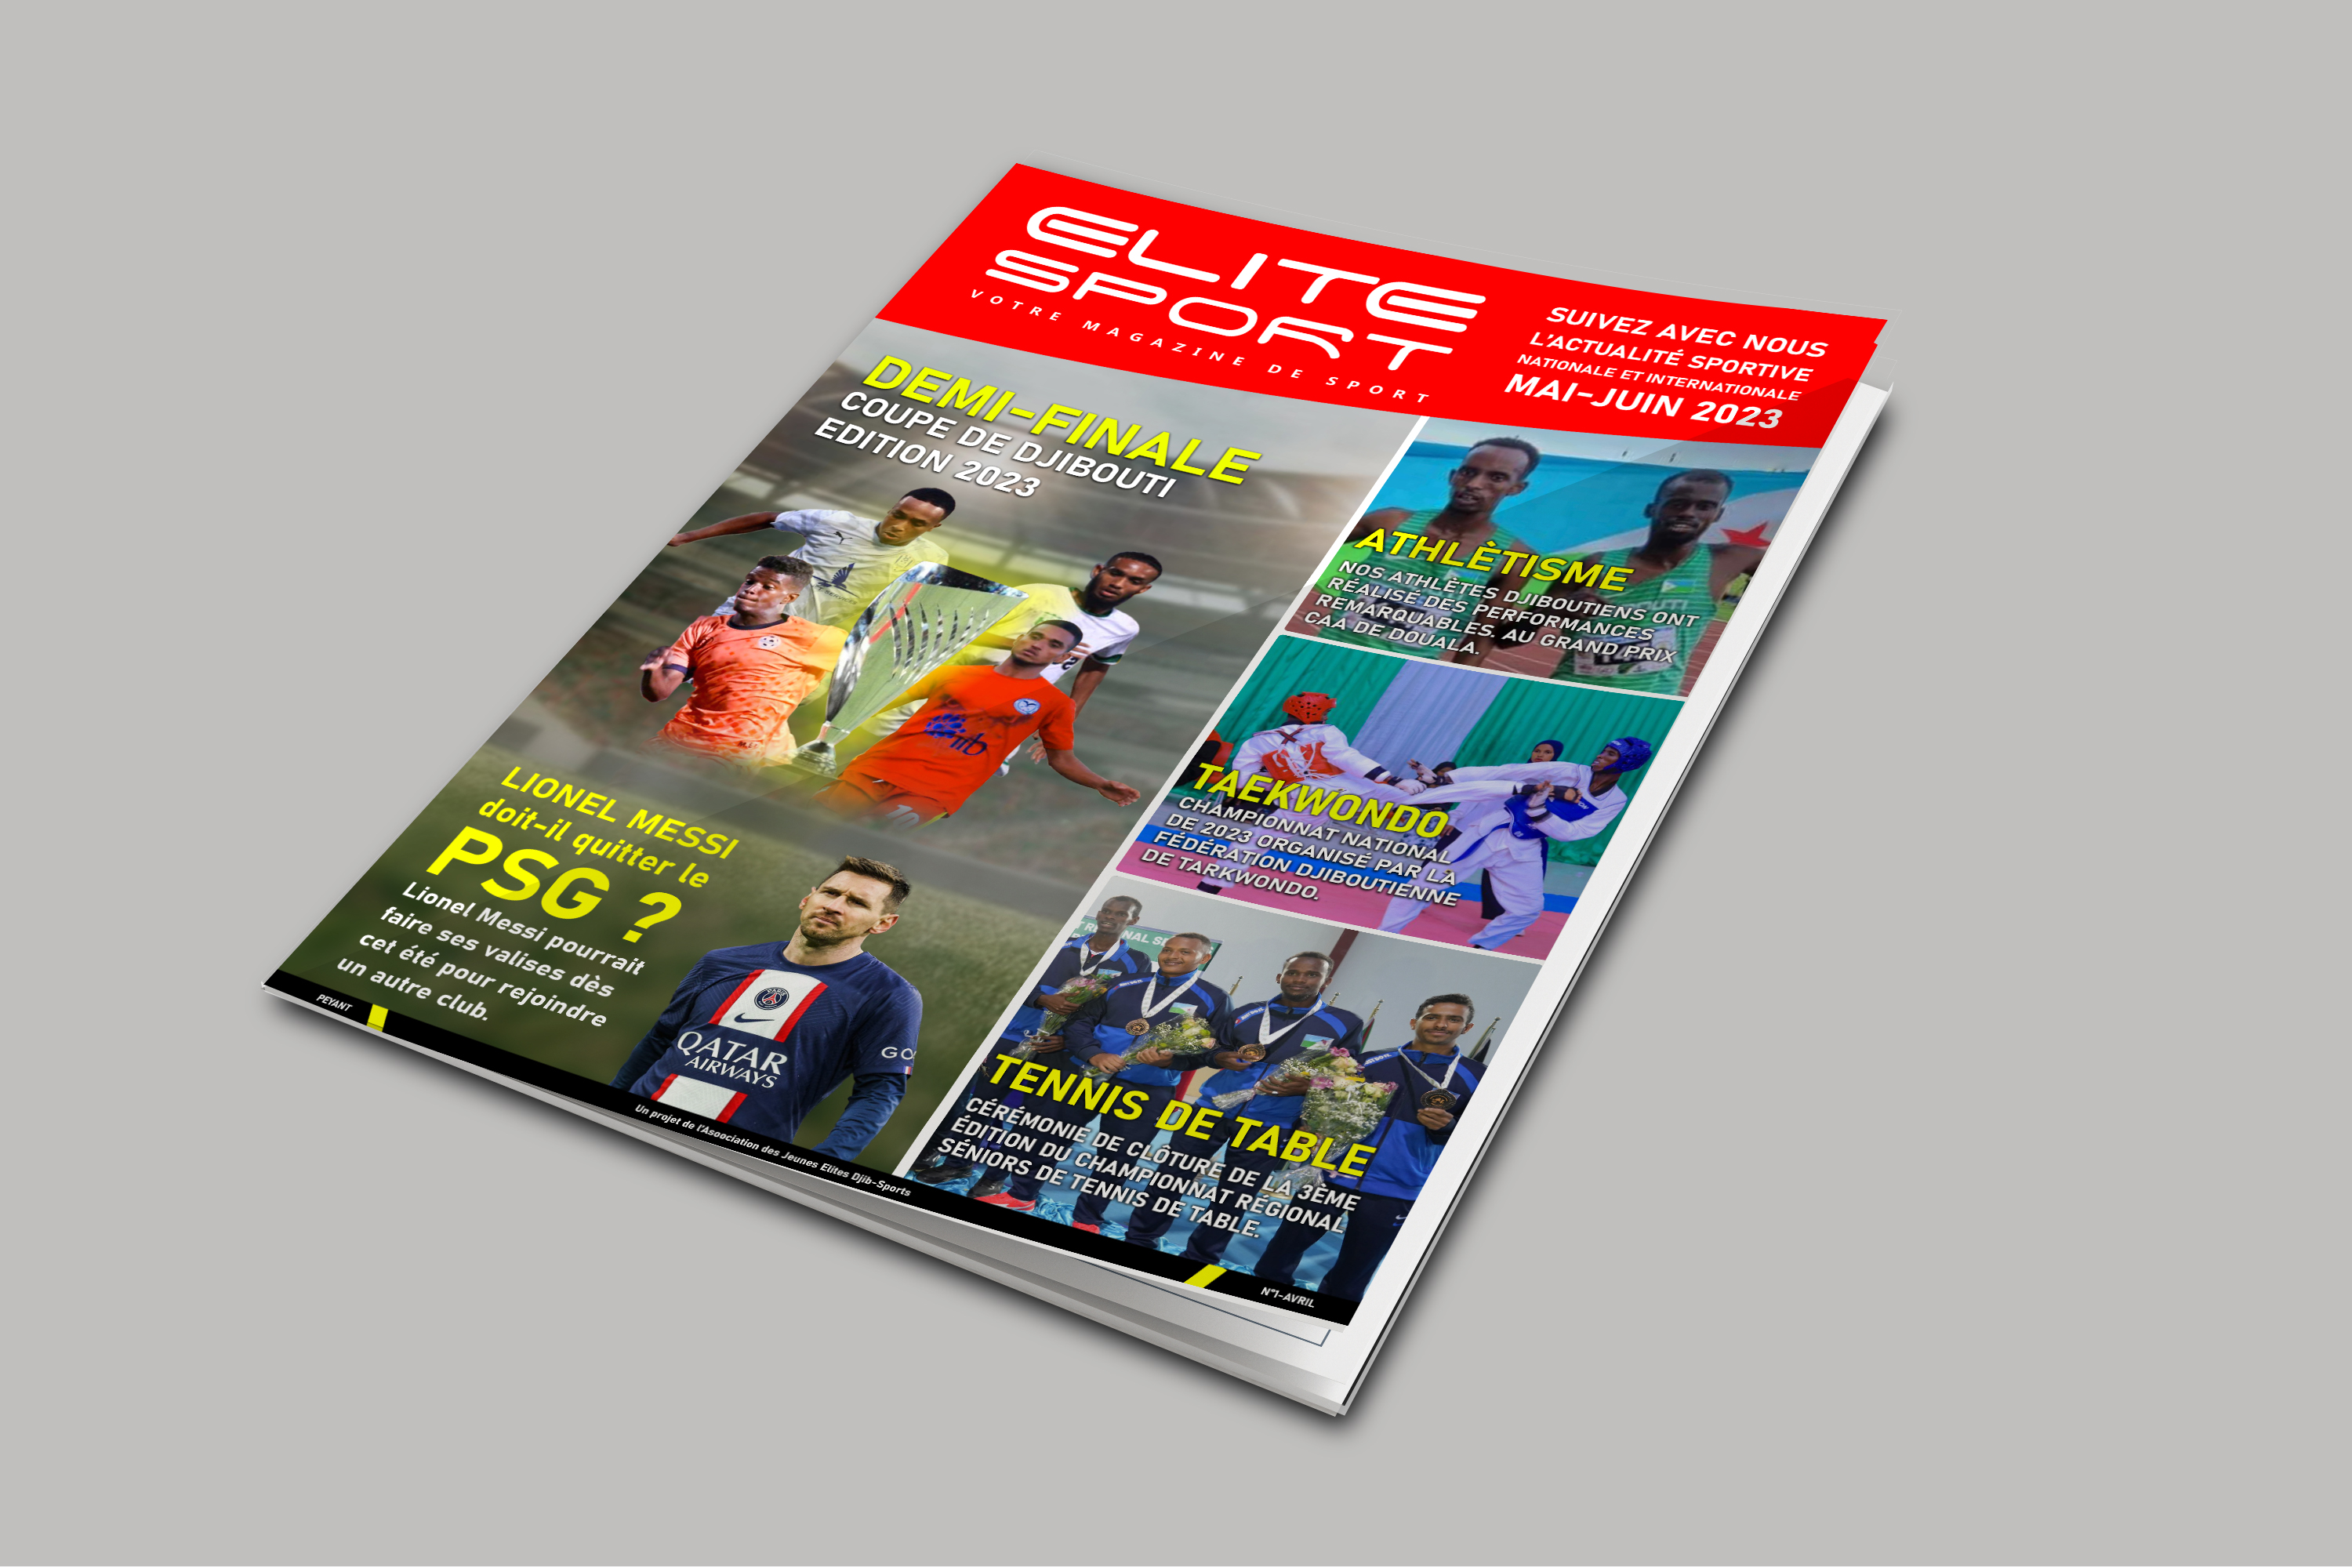 ELITE
SPORT
VOTRE MAGAZINE DE SPORT
SUIVEZ AVEC NOUS
L'ACTUALITÉ SPORTIVE
NATIONALE ET INTERNATIONALE
MAI-JUIN 2023
DEMI-FINALE
COUPE DE DJIBOUTI
EDITION 2023
LIONEL MESSI
doit-il quitter le
PSG ?
Lionel Messi pourrait
faire ses valises dès
cet été pour rejoindre
un autre club.
QATAR
AIRWAYS
GO
ATHLÈTISME
NOS ATHLÈTES DJIBOUTIENS ONT
RÉALISÉ DES PERFORMANCES
REMARQUABLES. AU GRAND PRIX
CAA DE DOUALA.
TAEKWONDO
CHAMPIONNAT NATIONAL
DE 2023 ORGANISÉ PAR LA
FÉDÉRATION DJIBOUTIENNE
DE TARKWONDO.
TENNIS DE TABLE
CÉRÉMONIE DE CLÔTURE DE LA 3ÈME
ÉDITION DU CHAMPIONNAT RÉGIONAL
SÉNIORS DE TENNIS DE TABLE.
PEYANT
Un projet de l'Asoociation des Jeunes Elites Djib-Sports
N°1-AVRIL